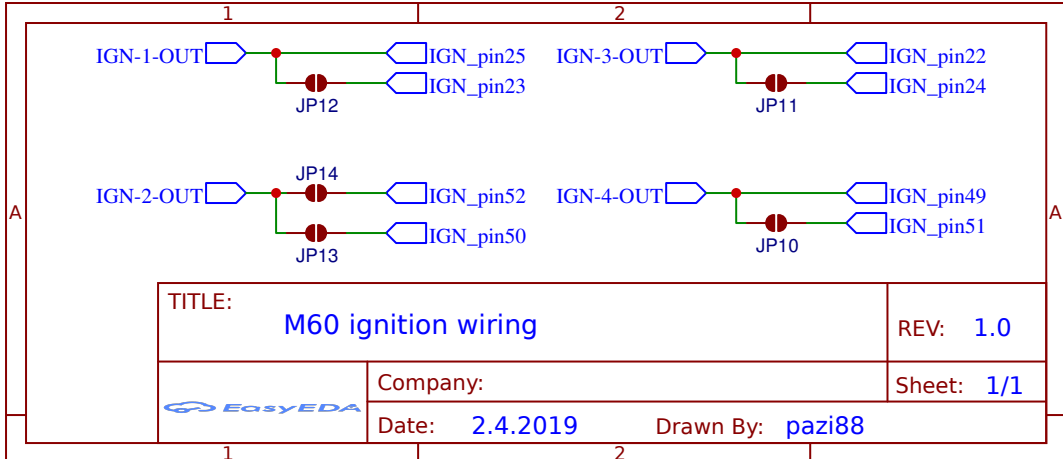 1 2
IGN-1-OUT IGN_pin25 IGN-3-OUT IGN_pin22
IGN_pin23 IGN_pin24
JP12 JP11
JP14
IGN-2-OUT IGN_pin52 IGN-4-OUT IGN_pin49
A A
IGN_pin50 IGN_pin51
JP13 JP10
TITLE:
M60 ignition wiring
REV: 1.0
Company:
Sheet: 1/1
EasyEDA
Date: 2.4.2019 Drawn By: pazi88
1 2